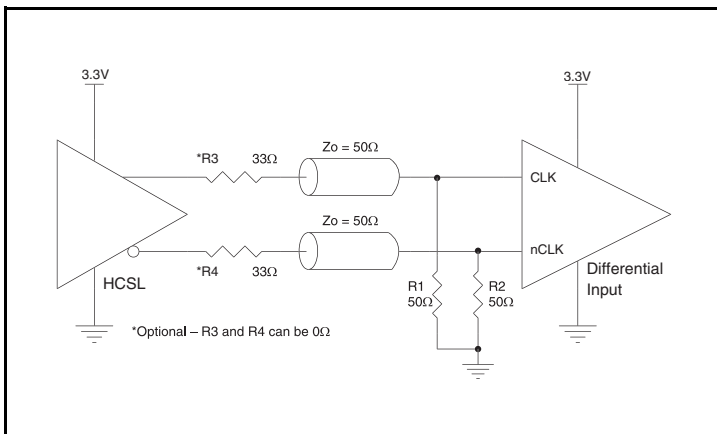 3.3V
3.3V
*R3
33Ω
Zo = 50Ω
CLK
Zo = 50Ω
nCLK
*R4
33Ω
HCSL
R1
50Ω
R2
50Ω
Differential
Input
*Optional – R3 and R4 can be 0Ω